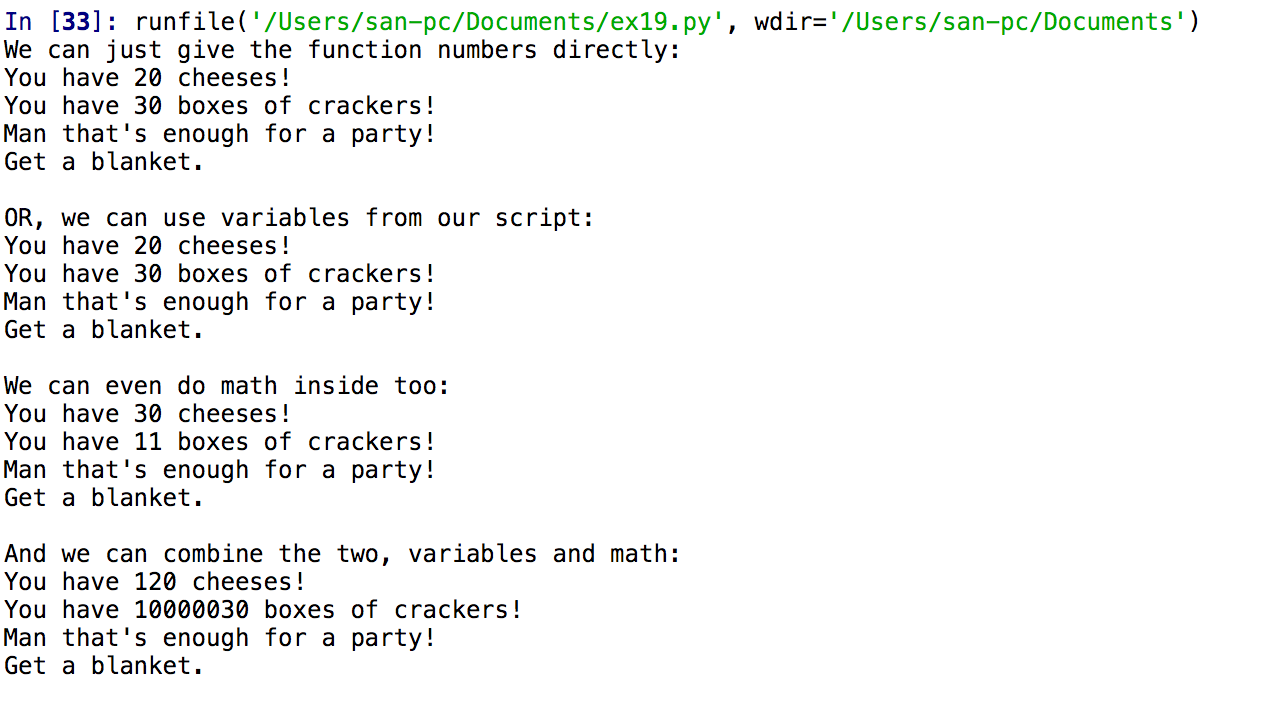 In [33]: runfile('/Users/san-pc/Documents/ex19.py', wdir='/Users/san-pc/Documents')
We can just give the function numbers directly:
You have 20 cheeses!
You have 30 boxes of crackers!
Man that's enough for a party!
Get a blanket.

OR, we can use variables from our script:
You have 20 cheeses!
You have 30 boxes of crackers!
Man that's enough for a party!
Get a blanket.

We can even do math inside too:
You have 30 cheeses!
You have 11 boxes of crackers!
Man that's enough for a party!
Get a blanket.

And we can combine the two, variables and math:
You have 120 cheeses!
You have 10000030 boxes of crackers!
Man that's enough for a party!
Get a blanket.